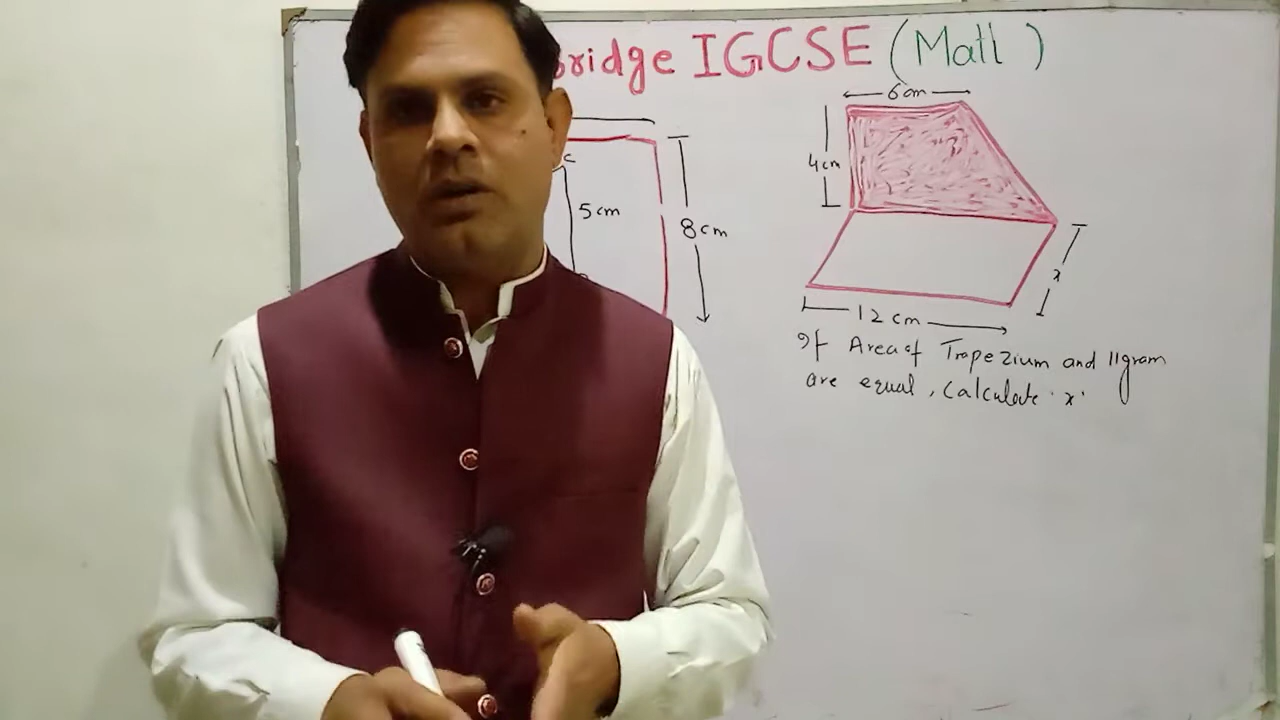 bridge IGCSE (Math)
6cm
4cm
C
5cm
8cm
x
12 cm
If Area of Trapezium and llgram
are equal, Calculate 'x'